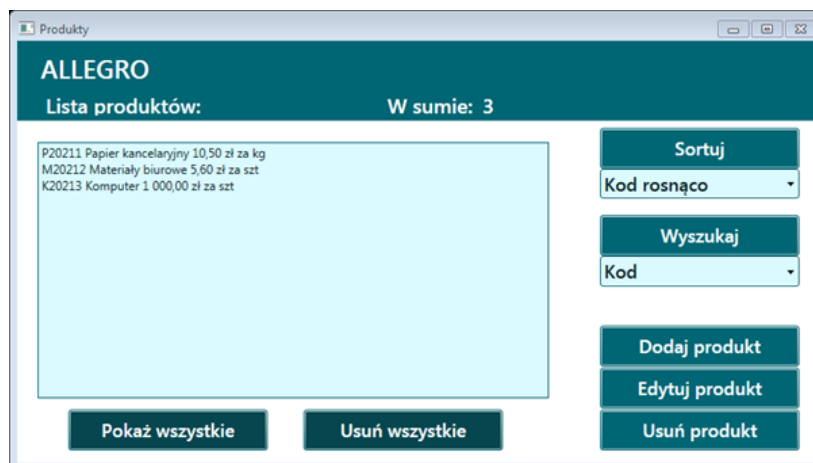 Produkty
ALLEGRO
Lista produktów: W sumie: 3
P20211 Papier kancelaryjny 10,50 zł za kg
M20212 Materiały biurowe 5,60 zł za szt
K20213 Komputer 1 000,00 zł za szt
Sortuj
Kod rosnąco
Wyszukaj
Kod
Dodaj produkt
Edytuj produkt
Usuń produkt
Pokaż wszystkie
Usuń wszystkie